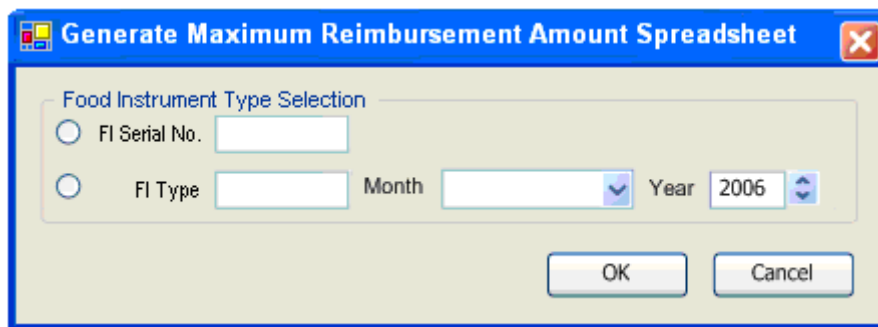 Generate Maximum Reimbursement Amount Spreadsheet
Food Instrument Type Selection
FI Serial No.
FI Type Month Year 2006
OK Cancel